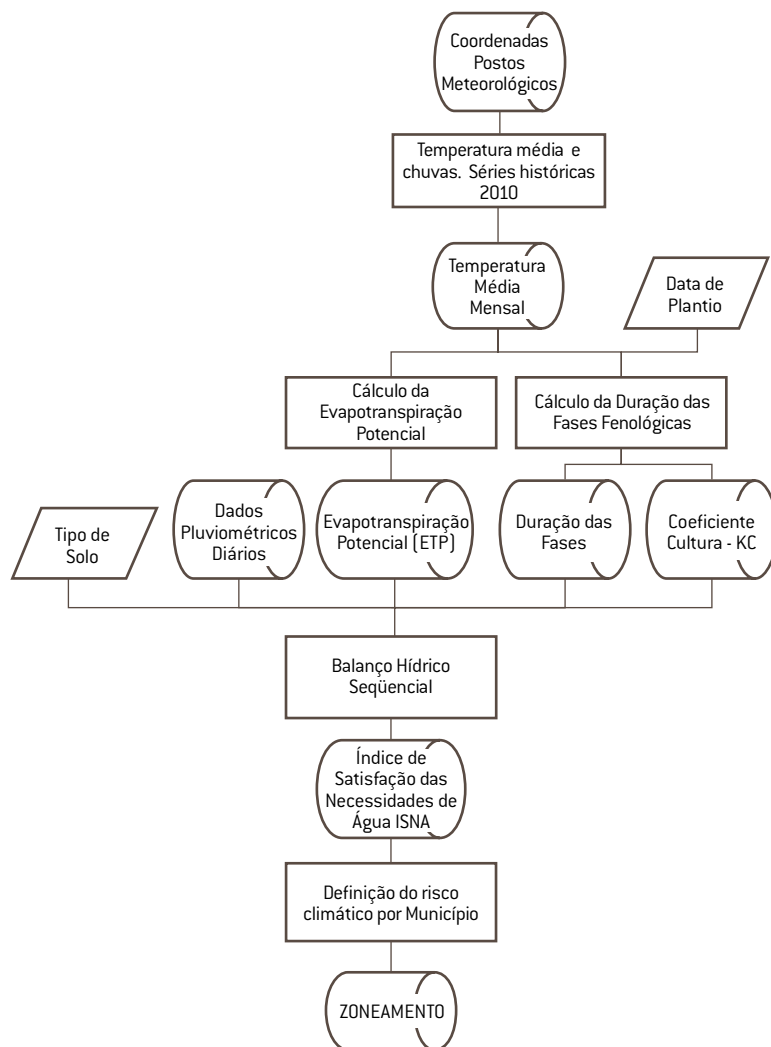 Coordenadas
Postos
Meteorológicos
Temperatura média e
chuvas. Séries históricas
2010
Temperatura
Média
Mensal
Data de
Plantio
Cálculo da
Evapotranspiração
Potencial
Cálculo da Duração das
Fases Fenológicas
Tipo de
Solo
Dados
Pluviométricos
Diários
Evapotranspiração
Potencial (ETP)
Duração das
Fases
Coeficiente
Cultura - KC
Balanço Hídrico
Seqüencial
Índice de
Satisfação das
Necessidades de
Água ISNA
Definição do risco
climático por Município
ZONEAMENTO